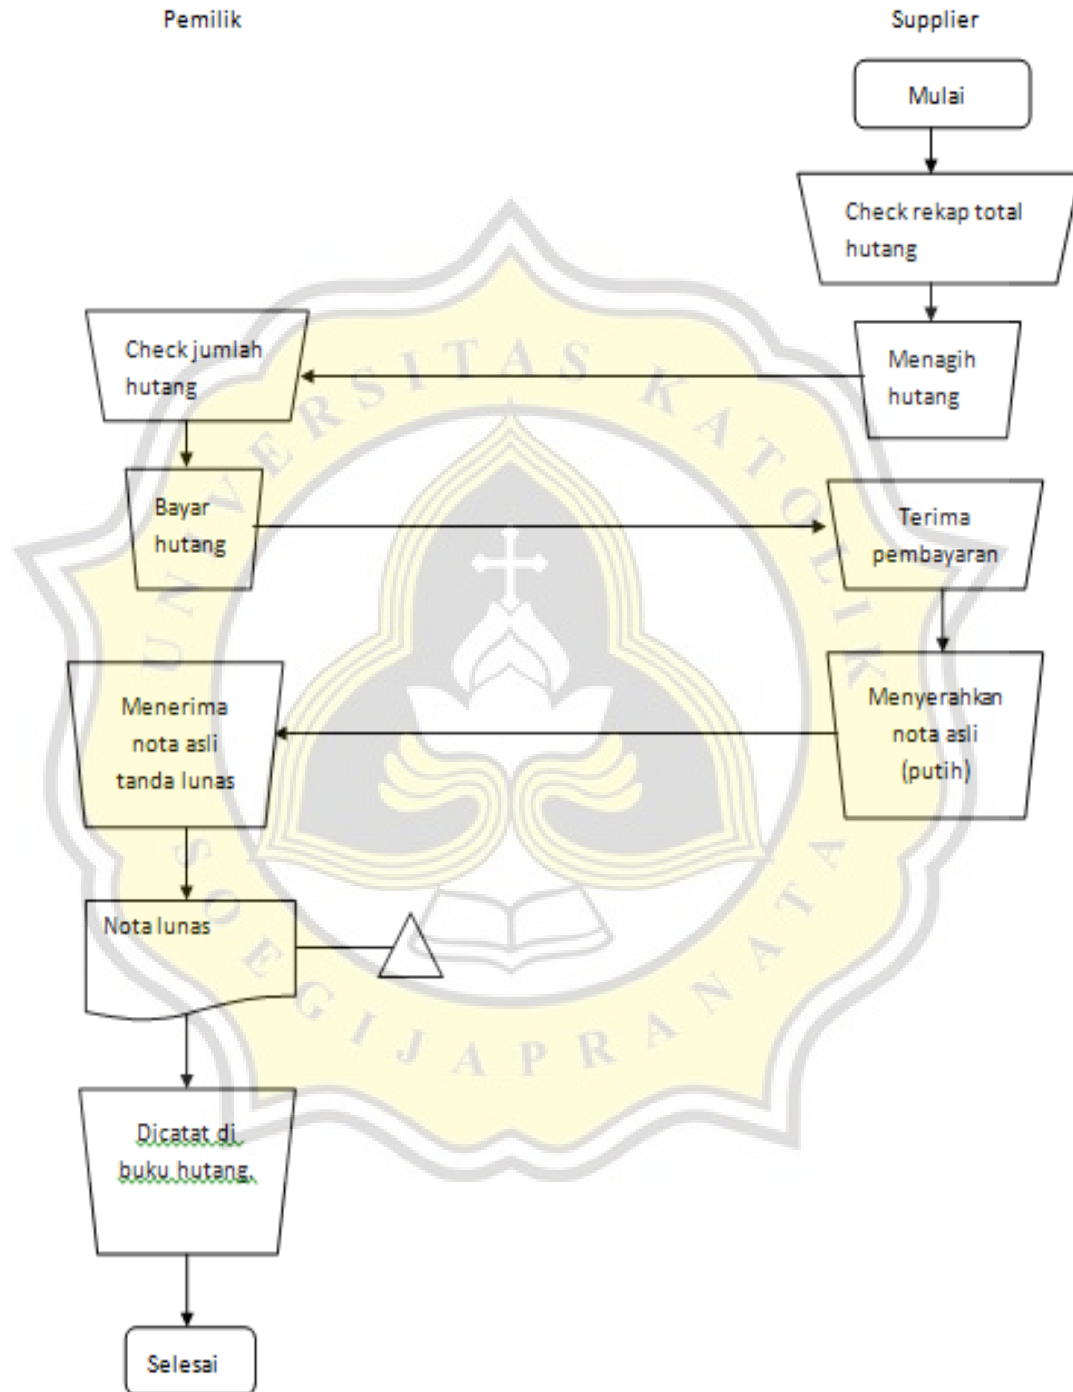 Pemilik
Supplier
Mulai
Check rekap total
hutang
Menagih
hutang
Check jumlah
hutang
Bayar
hutang
Terima
pembayaran
Menyerahkan
nota asli
(putih)
Menerima
nota asli
tanda lunas
Nota lunas
Dicatat di
buku hutang.
Selesai
UNIVERSITAS KATOLIK
SOEGIJAPRANATA